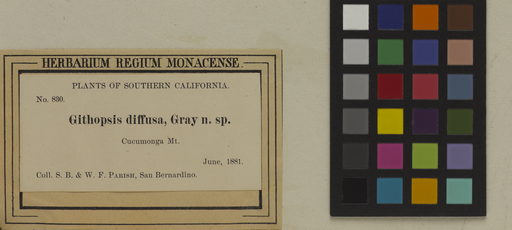 HERBARIUM REGIUM MONACENSE.
PLANTS OF SOUTHERN CALIFORNIA.
No. 830.
Githopsis diffusa, Gray n. sp.
Cucumonga Mt.
June, 1881.
Coll. S. B. & W. F. Parish, San Bernardino.